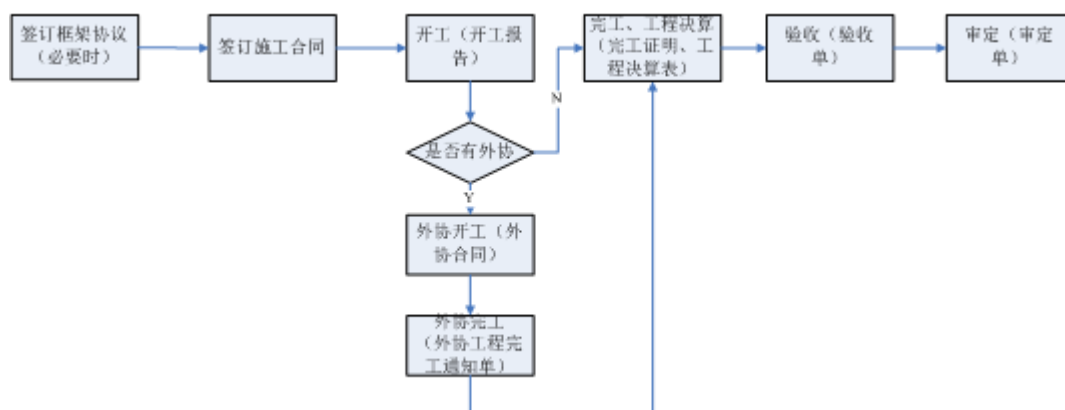 签订框架协议
（必要时）
签订施工合同
开工（开工报
告）
完工、工程决算
（完工证明、工
程决算表）
验收（验收
单）
审定（审定
单）
N
是否有外协
Y
外协开工（外
协合同）
外协完工
（外协工程完
工通知单）